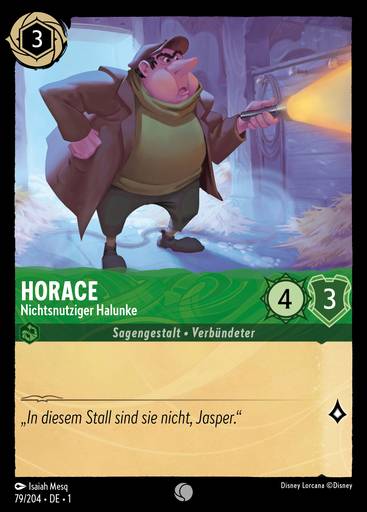 3
HORACE
Nichtsnutziger Halunke
4
3
Sagengestalt • Verbündeter
„In diesem Stall sind sie nicht, Jasper.“
Isaiah Mesq
Disney Lorcana ©Disney
79/204 • DE • 1